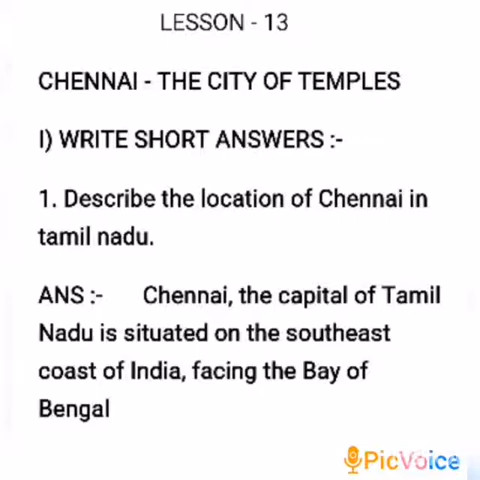 LESSON - 13
CHENNAI - THE CITY OF TEMPLES
I) WRITE SHORT ANSWERS :-
1. Describe the location of Chennai in
tamil nadu.
ANS :- Chennai, the capital of Tamil
Nadu is situated on the southeast
coast of India, facing the Bay of
Bengal
PicVoice